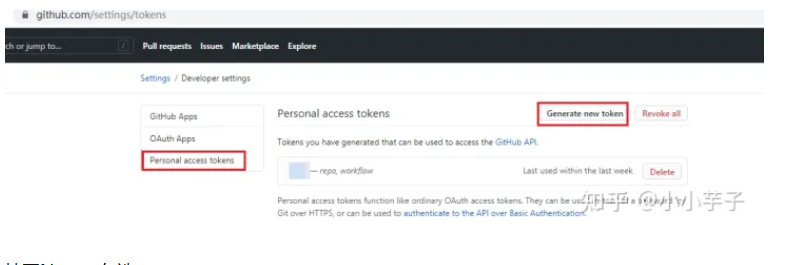 github.com/settings/tokens
ch or jump to... /
Pull requests Issues Marketplace Explore
Settings / Developer settings
GitHub Apps
OAuth Apps
Personal access tokens
Personal access tokens
Generate new token
Revoke all
Tokens you have generated that can be used to access the GitHub API.
— repo, workflow
Last used within the last week
Delete
Personal access tokens function like ordinary OAuth access tokens. They can be
Git over HTTPS, or can be used to authenticate to the API over Basic Authentication.
知乎 @小小芋子